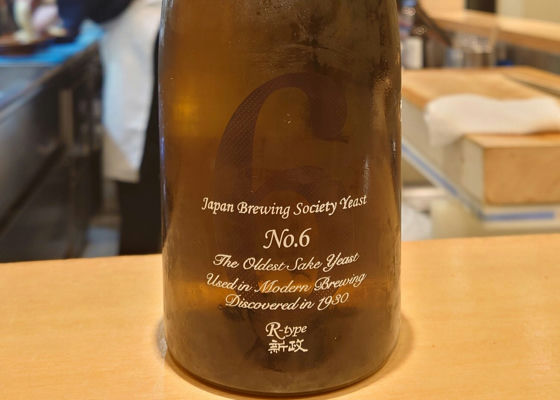 6
Japan Brewing Society Yeast
No.6
The Oldest Sake Yeast
Used in Modern Brewing
Discovered in 1930
R-type
新政